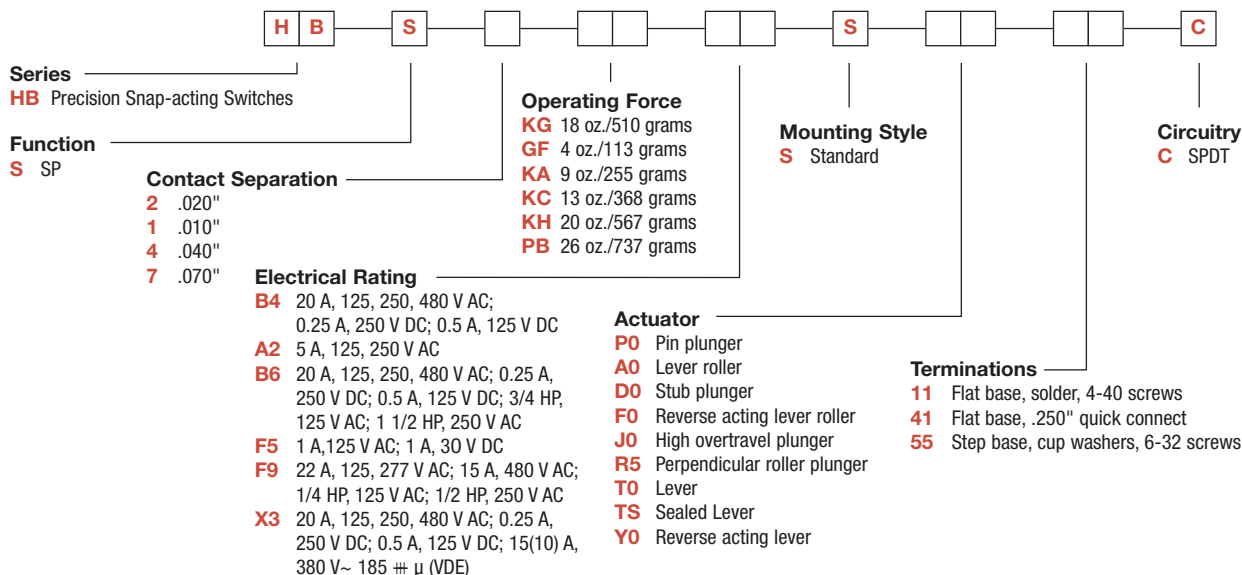 H B S S C
Series
HB Precision Snap-acting Switches
Function
S SP
Contact Separation
2 .020"
1 .010"
4 .040"
7 .070"
Operating Force
KG 18 oz./510 grams
GF 4 oz./113 grams
KA 9 oz./255 grams
KC 13 oz./368 grams
KH 20 oz./567 grams
PB 26 oz./737 grams
Mounting Style
S Standard
Circuitry
C SPDT
Electrical Rating
B4 20 A, 125, 250, 480 V AC;
0.25 A, 250 V DC; 0.5 A, 125 V DC
A2 5 A, 125, 250 V AC
B6 20 A, 125, 250, 480 V AC; 0.25 A,
250 V DC; 0.5 A, 125 V DC; 3/4 HP,
125 V AC; 1 1/2 HP, 250 V AC
F5 1 A,125 V AC; 1 A, 30 V DC
F9 22 A, 125, 277 V AC; 15 A, 480 V AC;
1/4 HP, 125 V AC; 1/2 HP, 250 V AC
X3 20 A, 125, 250, 480 V AC; 0.25 A,
250 V DC; 0.5 A, 125 V DC; 15(10) A,
380 V~ 185 ⧻ µ (VDE)
Actuator
P0 Pin plunger
A0 Lever roller
D0 Stub plunger
F0 Reverse acting lever roller
J0 High overtravel plunger
R5 Perpendicular roller plunger
T0 Lever
TS Sealed Lever
Y0 Reverse acting lever
Terminations
11 Flat base, solder, 4-40 screws
41 Flat base, .250" quick connect
55 Step base, cup washers, 6-32 screws